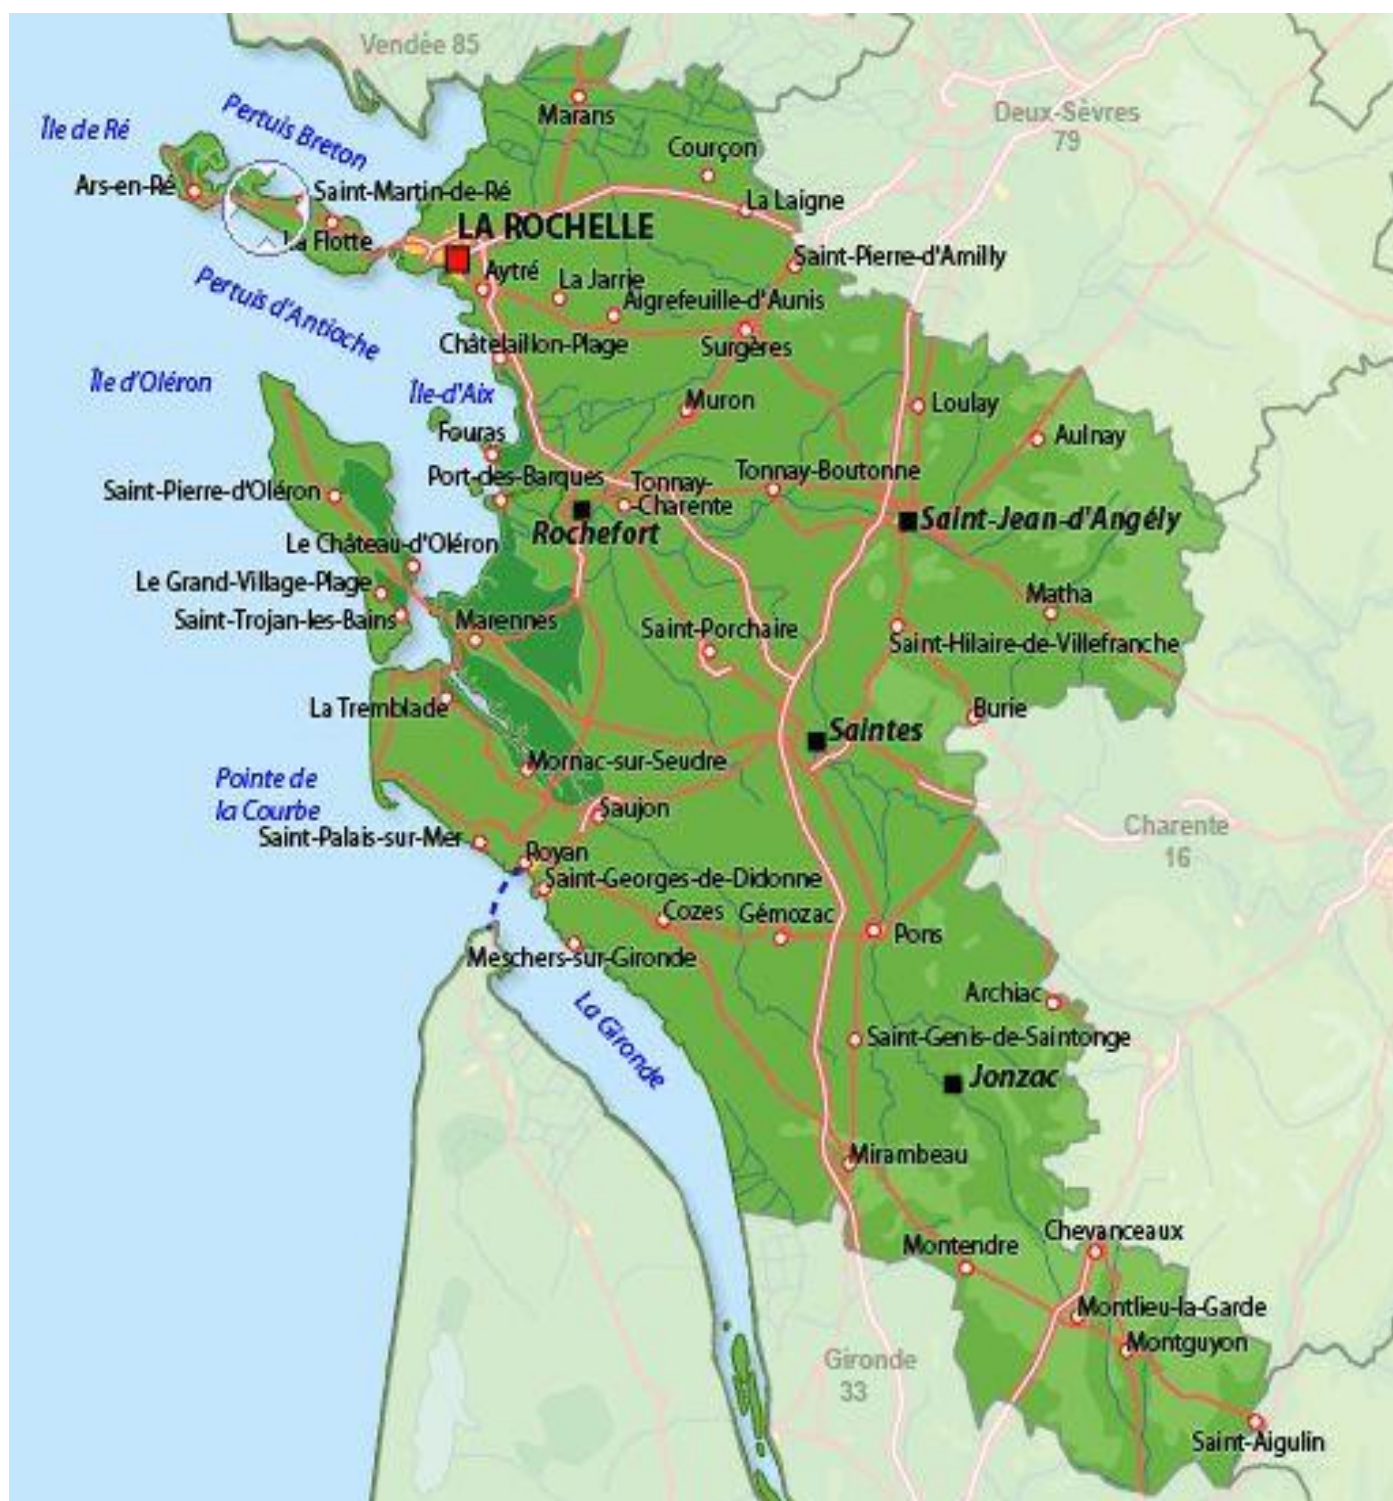 Vendée 85
Marans
Pertuis Breton
Île de Ré
Deux-Sèvres
79
Courçon
Ars-en-Ré
Saint-Martin-de-Ré
La Laigne
LA ROCHELLE
La Flotte
Saint-Pierre-d'Amilly
Aytré
La Jarrie
Aigrefeuille-d'Aunis
Pertuis d'Antioche
Châtelaillon-Plage
Surgères
Île d'Oléron
Île-d'Aix
Muron
Loulay
Fouras
Aulnay
Port-des-Barques
Tonnay-Boutonne
Saint-Pierre-d'Oléron
Tonnay-
-Charente
Rochefort
Saint-Jean-d'Angély
Le Château-d'Oléron
Le Grand-Village-Plage
Matha
Saint-Trojan-les-Bains
Marennes
Saint-Porchaire
Saint-Hilaire-de-Villefranche
La Tremblade
Burie
Saintes
Mornac-sur-Seudre
Pointe de
la Courbe
Saujon
Charente
16
Saint-Palais-sur-Mer
Royan
Saint-Georges-de-Didonne
Cozes
Gémozac
Pons
Meschers-sur-Gironde
Archiac
La Gironde
Saint-Genis-de-Saintonge
Jonzac
Mirambeau
Chevanceaux
Montendre
Montlieu-la-Garde
Montguyon
Gironde
33
Saint-Aigulin